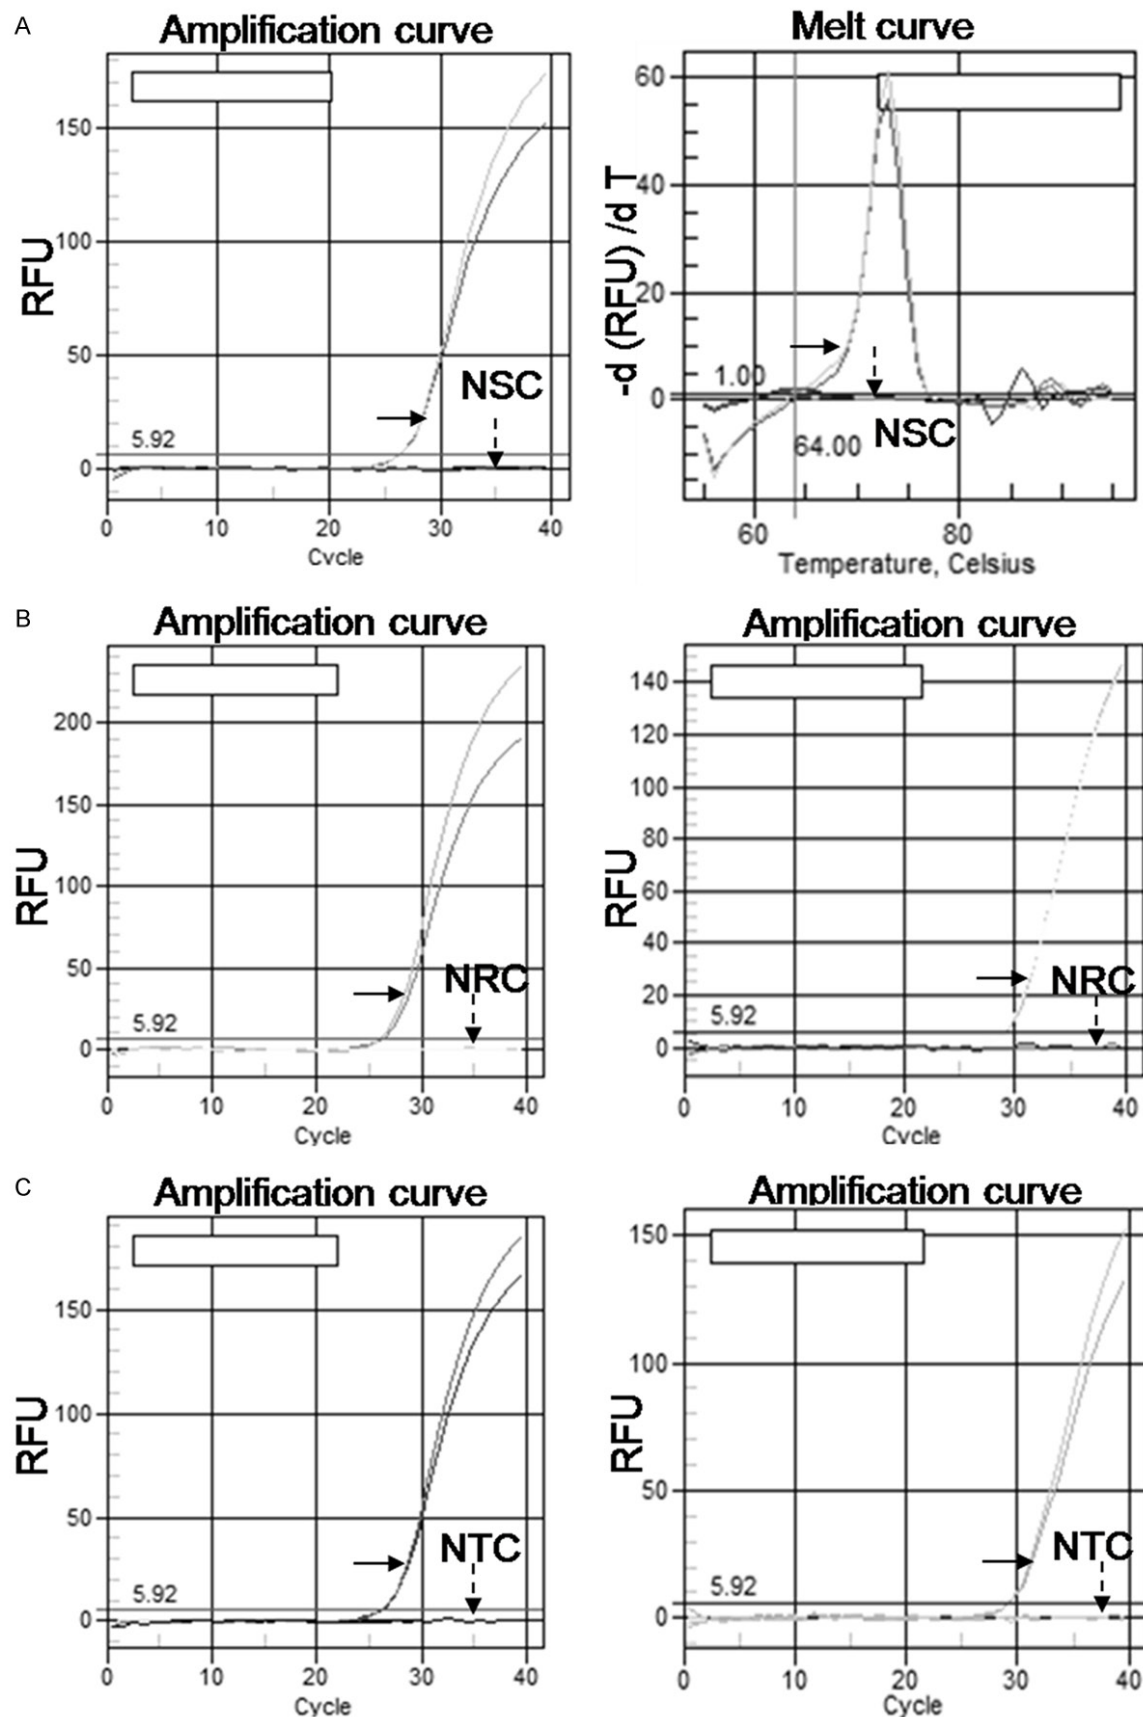 A
Amplification curve
RFU
150
100
50
0
5.92
NSC
0 10 20 30 40
Cvcle
Melt curve
-d (RFU) /d T
60
40
20
0
1.00
64.00
NSC
60 80
Temperature, Celsius
B
Amplification curve
RFU
200
150
100
50
0
5.92
NRC
0 10 20 30 40
Cycle
Amplification curve
RFU
140
120
100
80
60
40
20
0
5.92
NRC
0 10 20 30 40
Cvcle
C
Amplification curve
RFU
150
100
50
0
5.92
NTC
0 10 20 30 40
Cycle
Amplification curve
RFU
150
100
50
0
5.92
NTC
0 10 20 30 40
Cycle